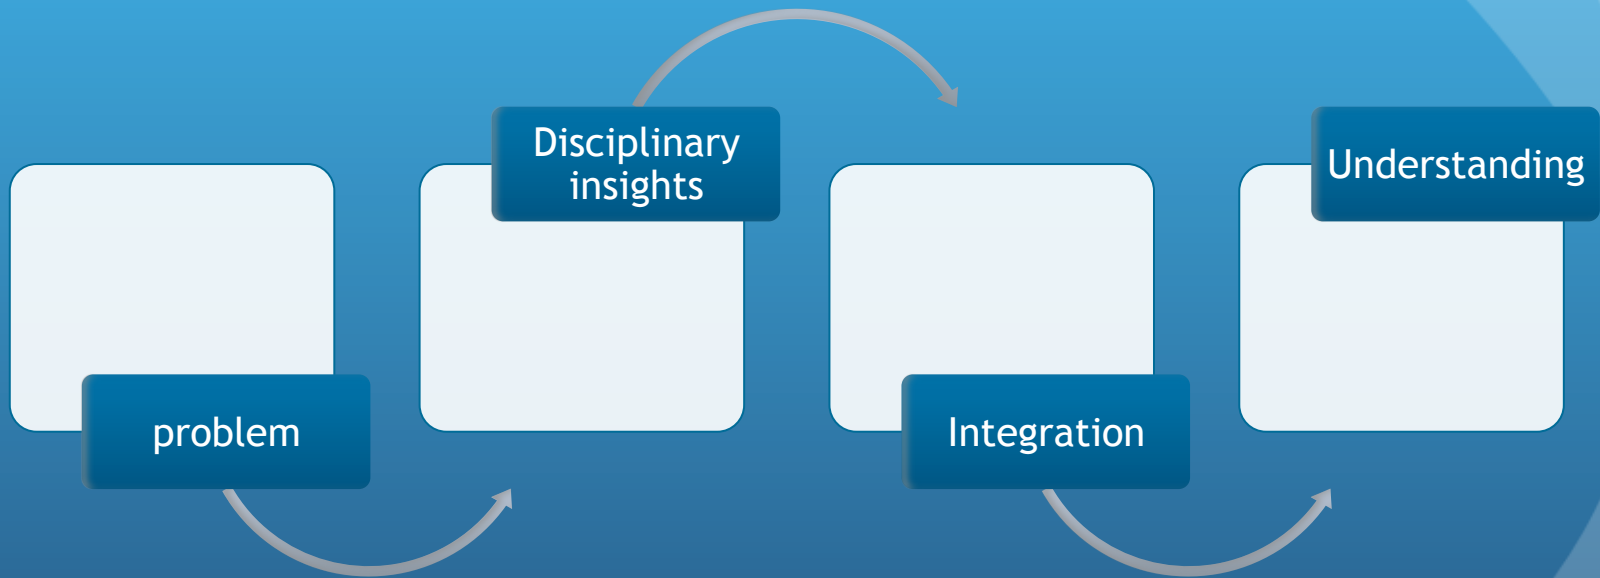 problem
Disciplinary
insights
Integration
Understanding